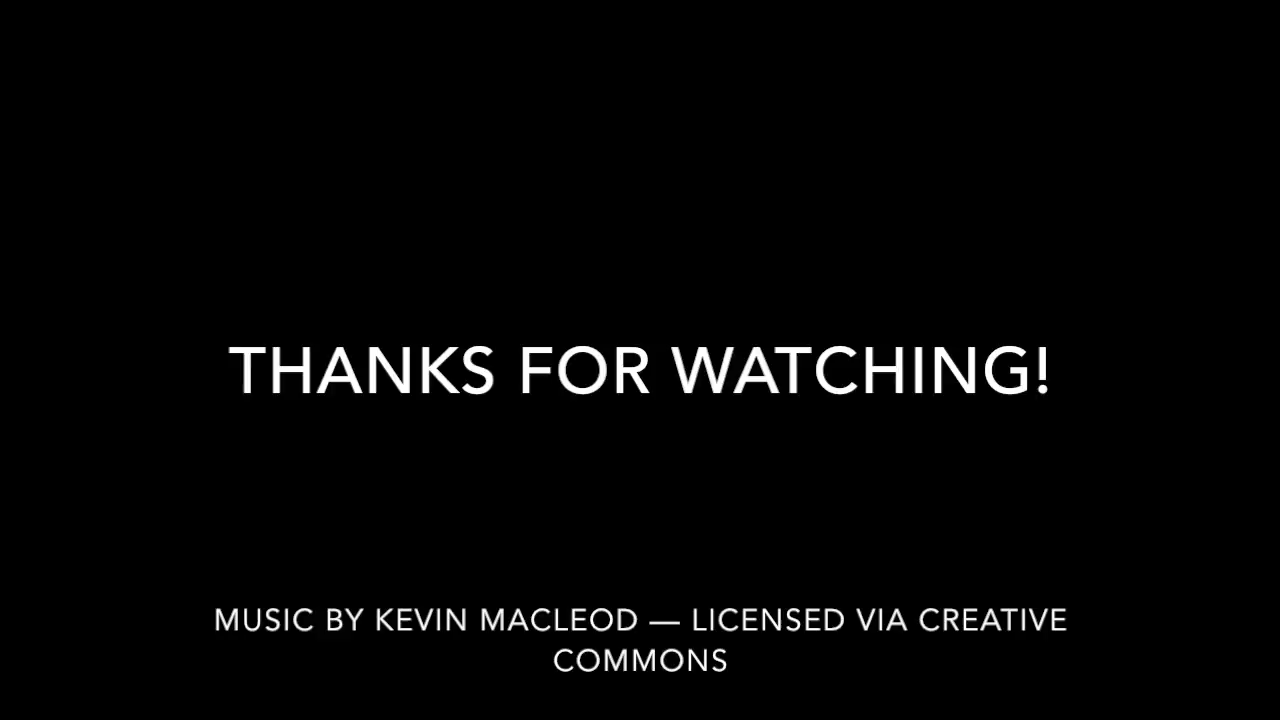 THANKS FOR WATCHING!
MUSIC BY KEVIN MACLEOD — LICENSED VIA CREATIVE
COMMONS